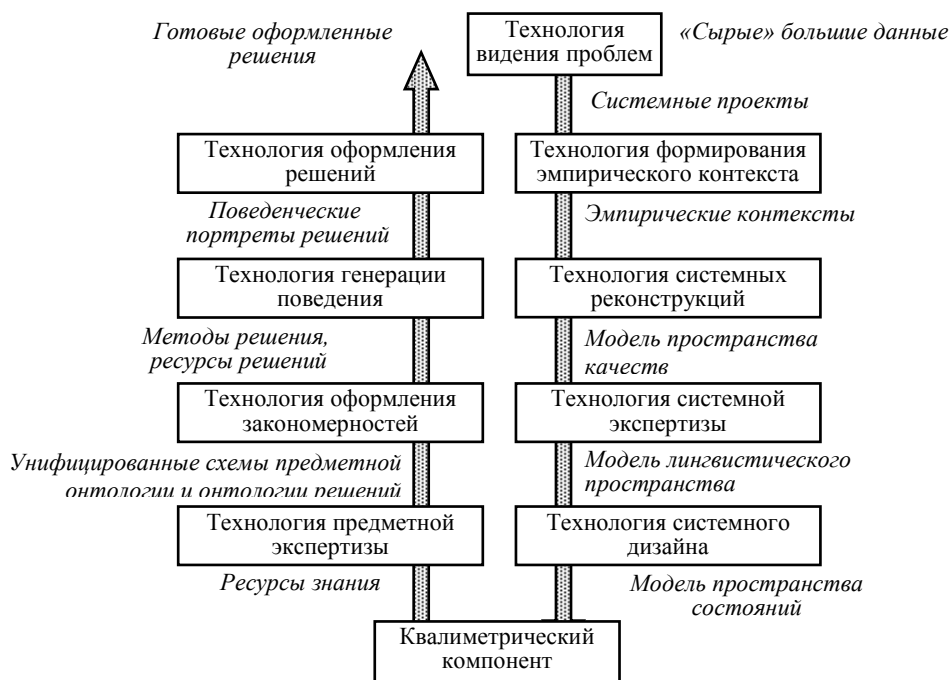 Готовые оформленные
решения
Технология
видения проблем
«Сырые» большие данные
Системные проекты
Технология оформления
решений
Технология формирования
эмпирического контекста
Поведенческие
портреты решений
Эмпирические контексты
Технология генерации
поведения
Технология системных
реконструкций
Методы решения,
ресурсы решений
Модель пространства
качеств
Технология оформления
закономерностей
Технология системной
экспертизы
Унифицированные схемы предметной
онтологии и онтологии решений
Модель лингвистического
пространства
Технология предметной
экспертизы
Технология системного
дизайна
Ресурсы знания
Модель пространства
состояний
Квалиметрический
компонент